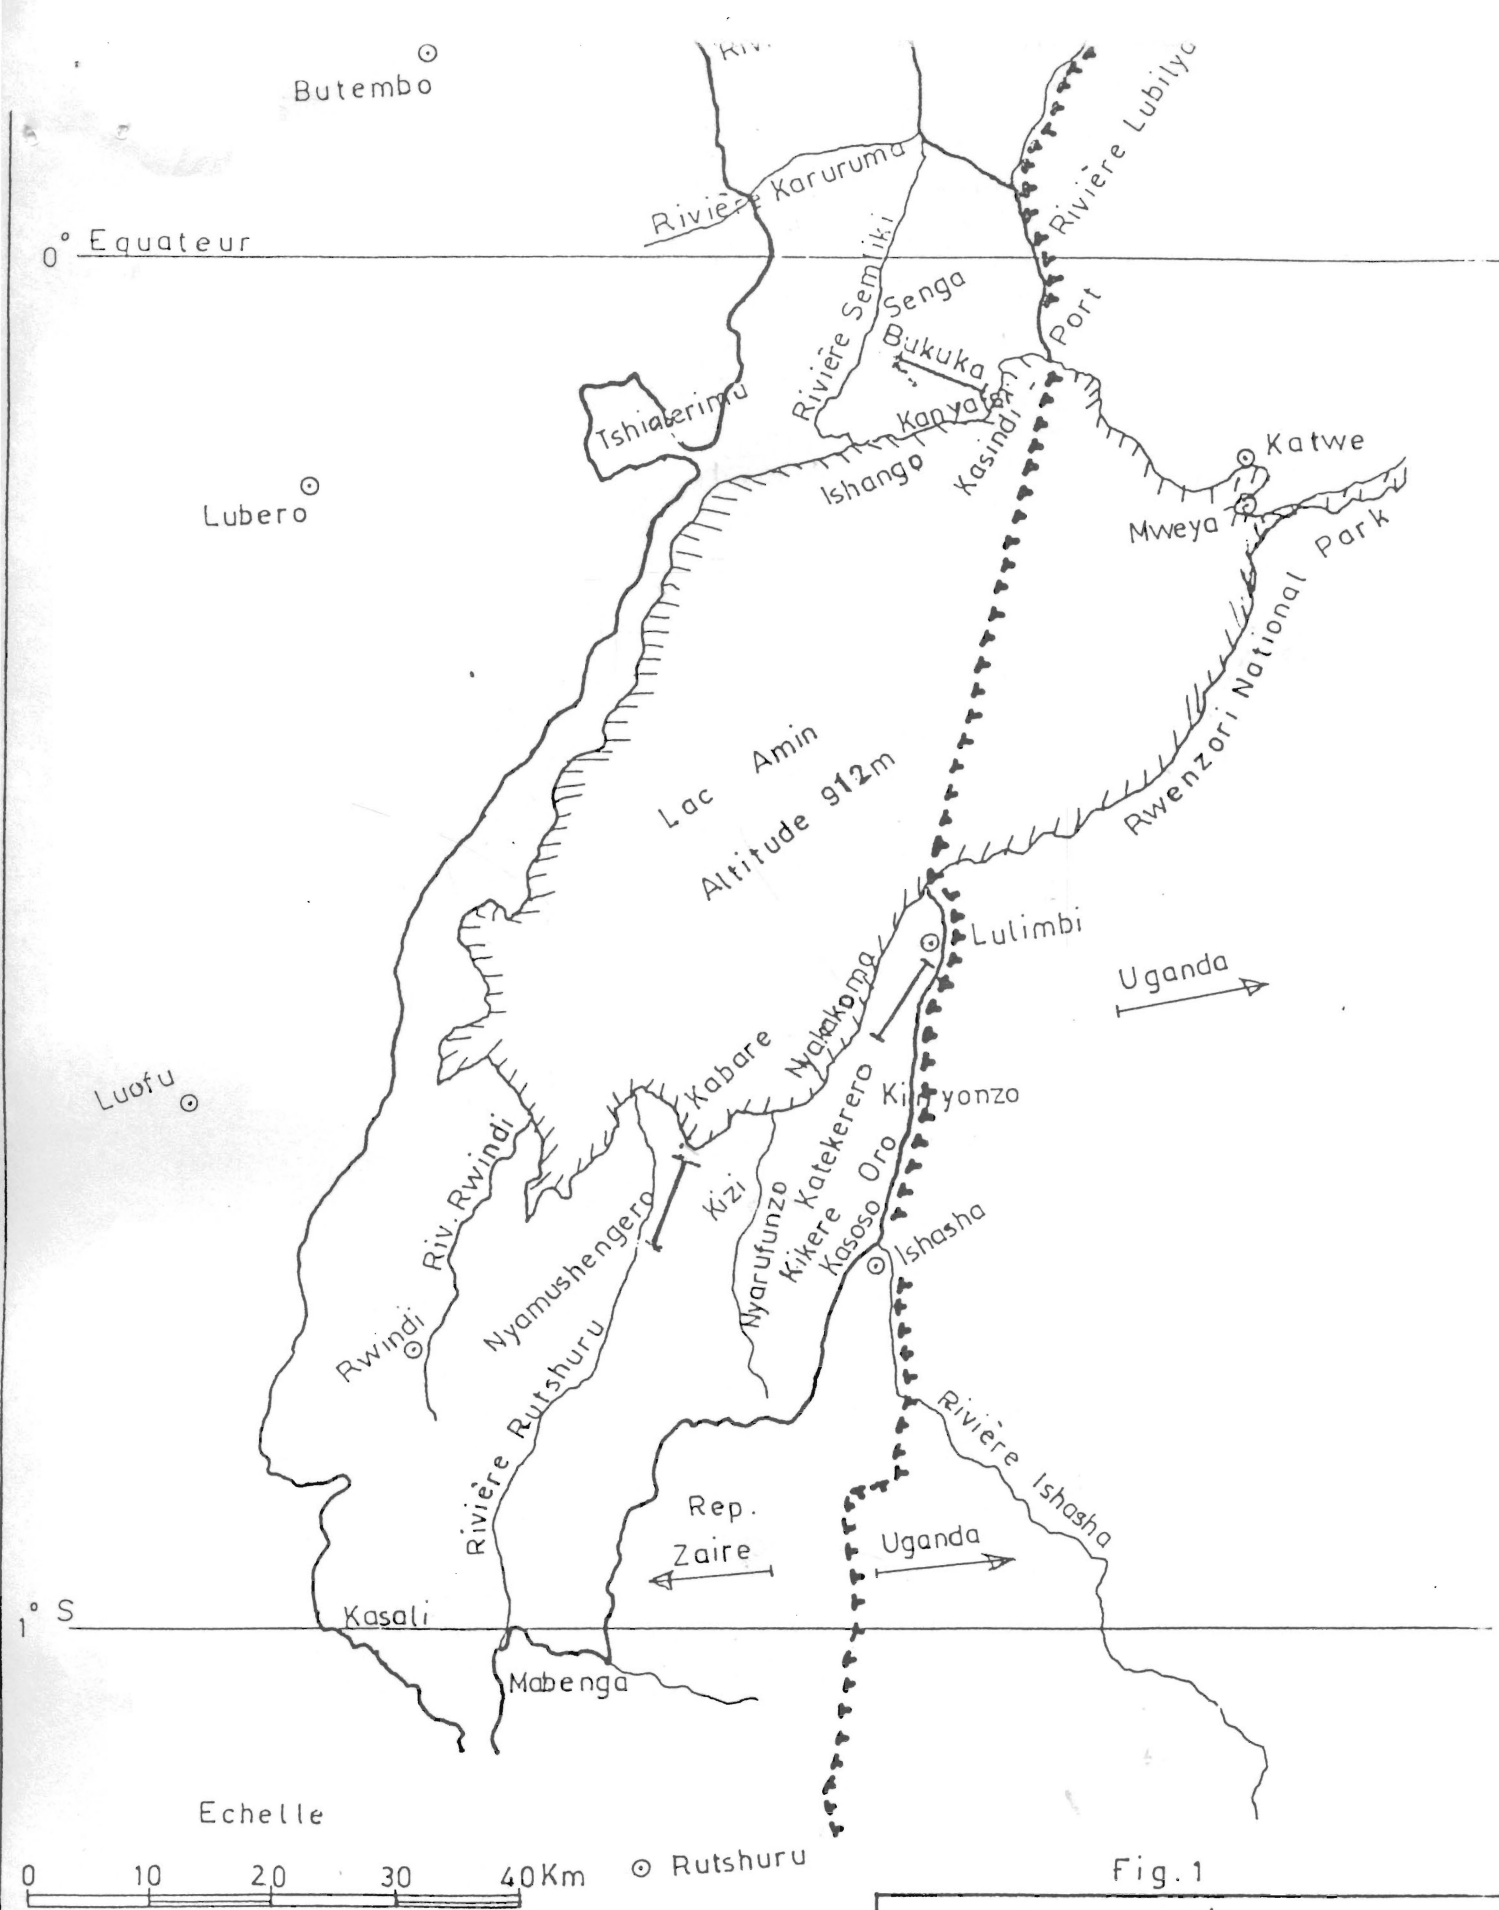 Riv.
Butembo
Rivière Lubilya
Rivière Karuruma
0° Equateur
Rivière Semliki
Senga
Port
Bukuka
Tshiaberimu
Kanyatsi
Kasindi
Katwe
Ishango
Lubero
Mweya
Rwenzori National Park
Lac Amin
Altitude 912m
Lulimbi
Uganda
Nyakakoma
Kabare
Luofu
Kinyonzo
Katekerero
Riv. Rwindi
Oro
Kizi
Nyarufunzo
Kikere
Kasoso
Ishasha
Nyamushengero
Rwindi
Rivière Rutshuru
Rivière Ishasha
Rep.
Zaire
Uganda
1° S
Kasali
Mabenga
Echelle
0 10 20 30 40Km
Rutshuru
Fig.1